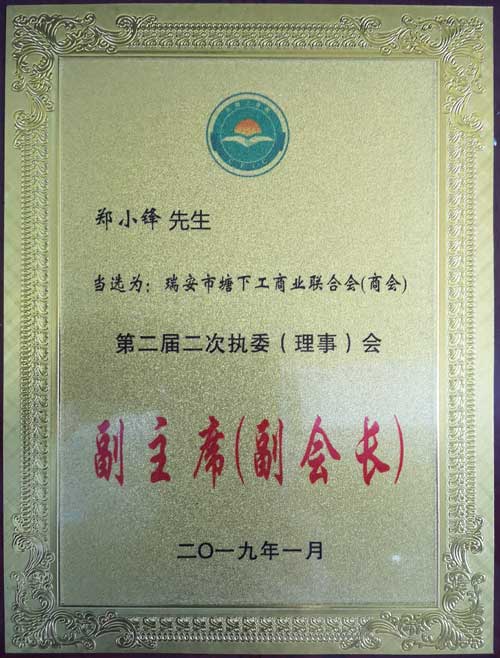 郑小锋 先生
当选为：瑞安市塘下工商业联合会(商会)
第二届二次执委（理事）会
副主席(副会长)
二〇一九年一月